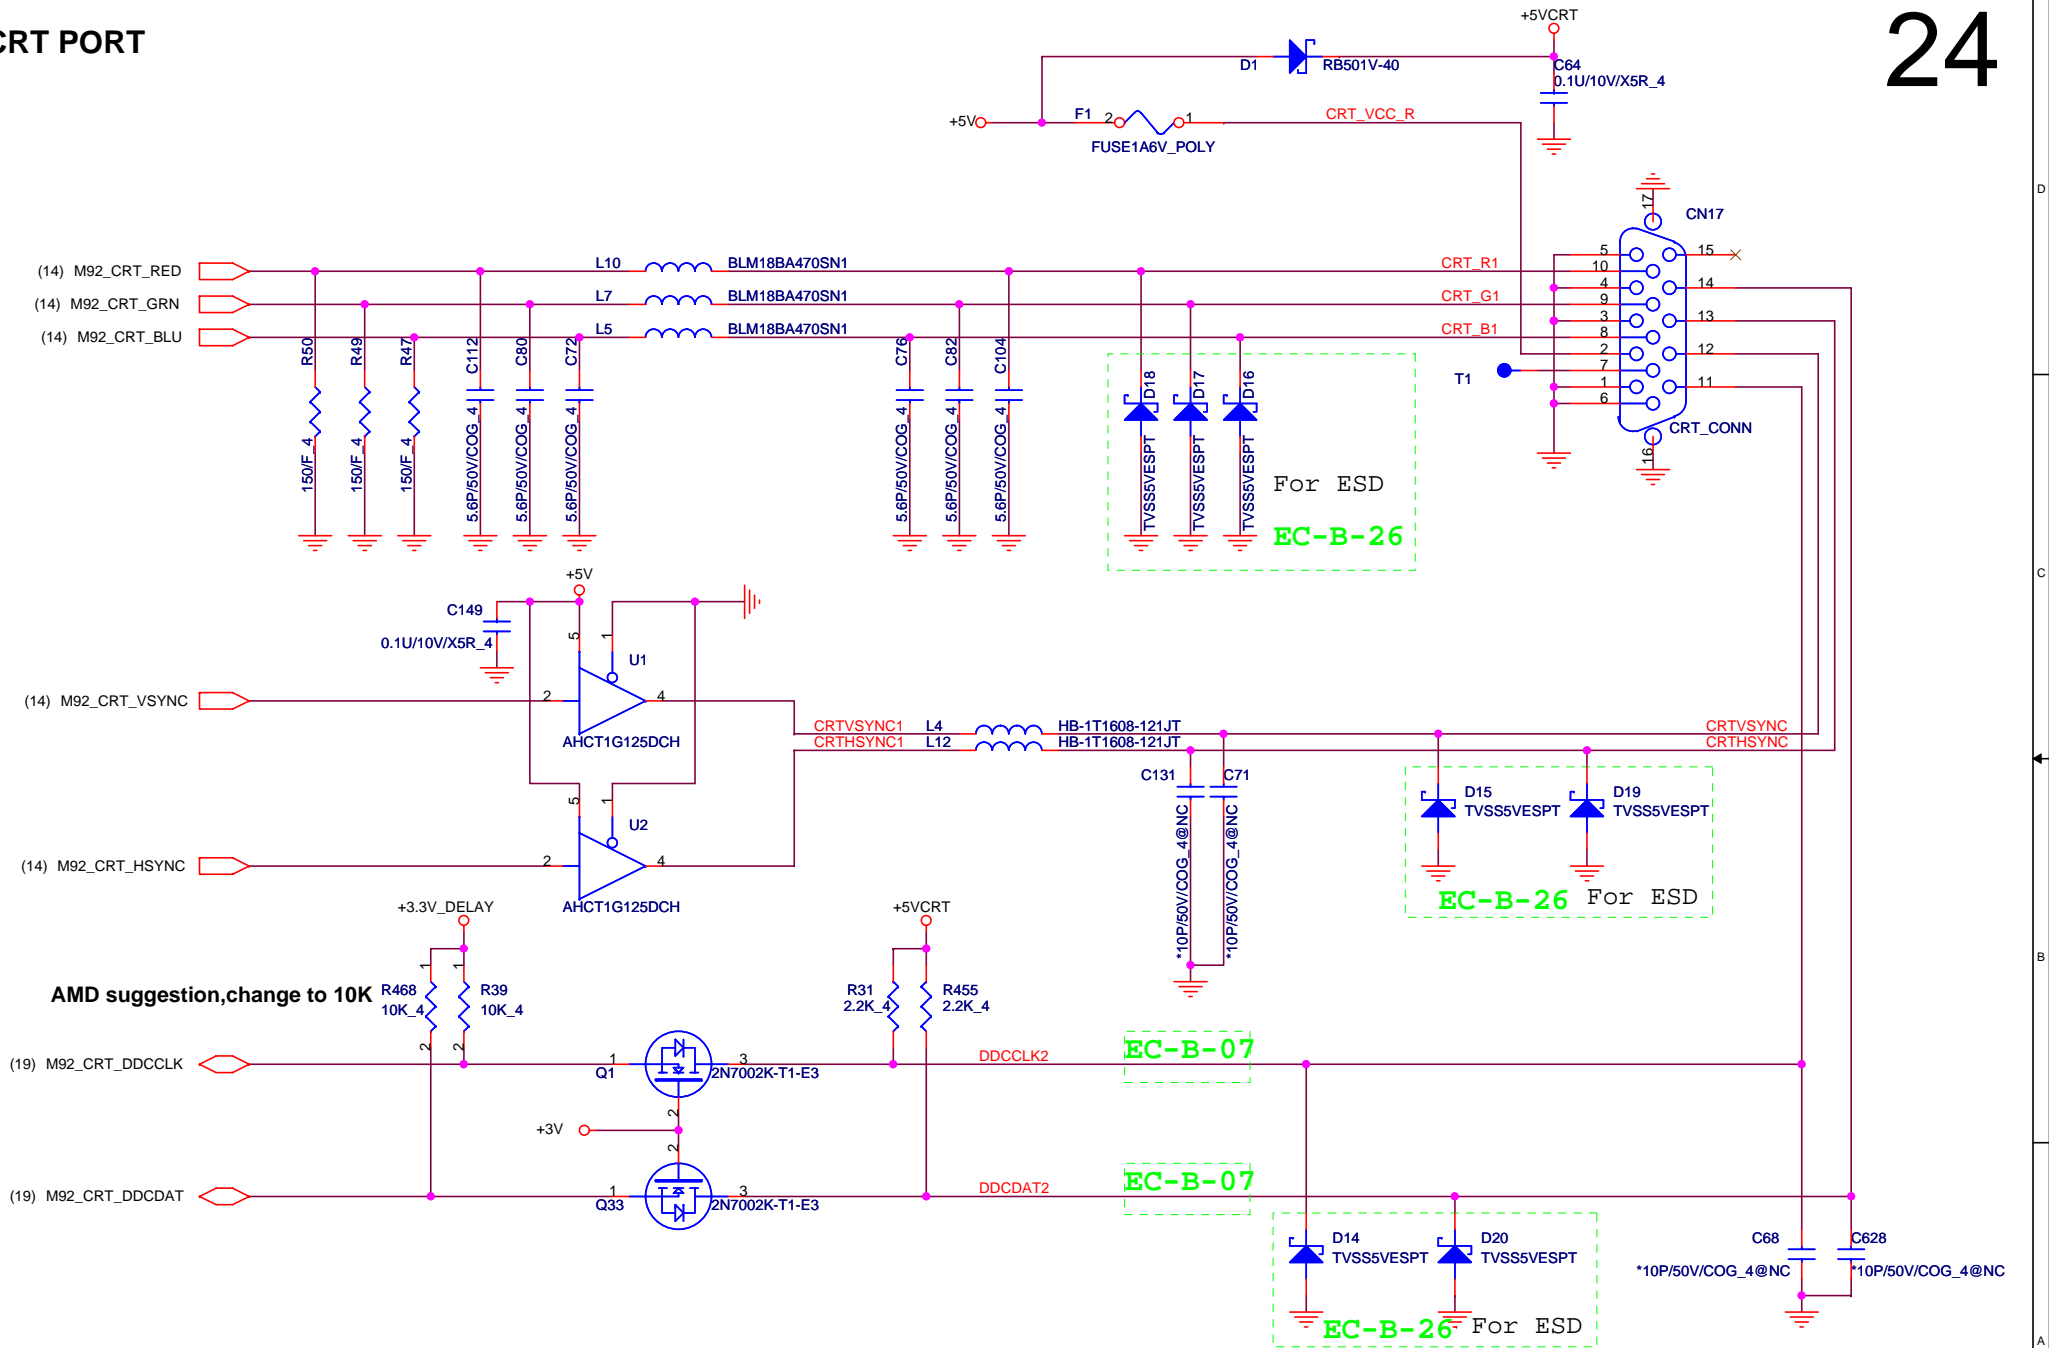 CRT PORT
24
+5VCRT
D1
RB501V-40
C64
0.1U/10V/X5R_4
+5V
F1
2
1
CRT_VCC_R
FUSE1A6V_POLY
D
17
CN17
(14) M92_CRT_RED
L10
BLM18BA470SN1
CRT_R1
(14) M92_CRT_GRN
L7
BLM18BA470SN1
CRT_G1
(14) M92_CRT_BLU
L5
BLM18BA470SN1
CRT_B1
5
10
4
9
3
8
2
7
1
6
15
14
13
12
11
T1
CRT_CONN
16
R50
150/F_4
R49
150/F_4
R47
150/F_4
C112
5.6P/50V/COG_4
C80
5.6P/50V/COG_4
C72
5.6P/50V/COG_4
C76
5.6P/50V/COG_4
C82
5.6P/50V/COG_4
C104
5.6P/50V/COG_4
D18
TVSS5VESPT
D17
TVSS5VESPT
D16
TVSS5VESPT
For ESD
EC-B-26
C
+5V
C149
0.1U/10V/X5R_4
5
1
U1
(14) M92_CRT_VSYNC
2
4
AHCT1G125DCH
CRTVSYNC1
L4
HB-1T1608-121JT
CRTVSYNC
CRTHSYNC1
L12
HB-1T1608-121JT
CRTHSYNC
5
1
U2
(14) M92_CRT_HSYNC
2
4
AHCT1G125DCH
C131
*10P/50V/COG_4@NC
C71
*10P/50V/COG_4@NC
D15
TVSS5VESPT
D19
TVSS5VESPT
EC-B-26 For ESD
+3.3V_DELAY
+5VCRT
B
AMD suggestion,change to 10K
1
1
R468
10K_4
R39
10K_4
2
2
R31
2.2K_4
R455
2.2K_4
(19) M92_CRT_DDCCLK
1
Q1
3
2N7002K-T1-E3
DDCCLK2
EC-B-07
2
+3V
2
(19) M92_CRT_DDCDAT
1
Q33
3
2N7002K-T1-E3
DDCDAT2
EC-B-07
D14
TVSS5VESPT
D20
TVSS5VESPT
EC-B-26 For ESD
C68
*10P/50V/COG_4@NC
C628
*10P/50V/COG_4@NC
A